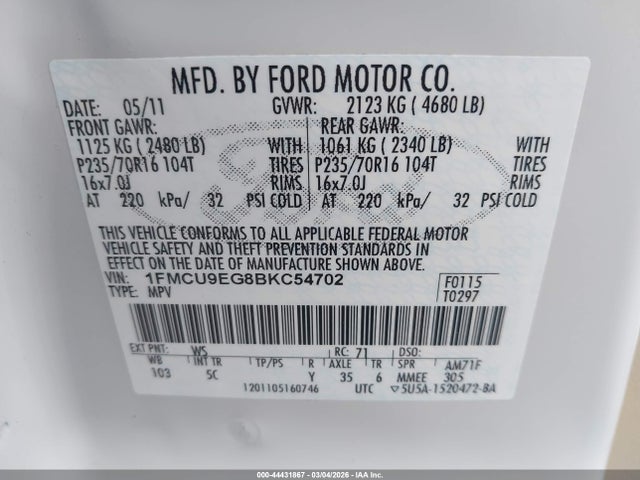 MFD. BY FORD MOTOR CO.
DATE: 05/11 GVWR: 2123 KG ( 4680 LB)
FRONT GAWR: REAR GAWR:
1125 KG ( 2480 LB) WITH 1061 KG ( 2340 LB) WITH
P235/70R16 104T TIRES P235/70R16 104T TIRES
16x7.0J RIMS 16x7.0J RIMS
AT 220 kPa/ 32 PSI COLD AT 220 kPa/ 32 PSI COLD
THIS VEHICLE CONFORMS TO ALL APPLICABLE FEDERAL MOTOR
VEHICLE SAFETY AND THEFT PREVENTION STANDARDS IN
EFFECT ON THE DATE OF MANUFACTURE SHOWN ABOVE.
VIN: 1FMCU9EG8BKC54702 F0115
TYPE: MPV T0297
EXT PNT: WS RC: 71 DSO:
WB INT TR TP/PS R AXLE TR SPR AM71F
103 5C Y 35 6 MMEE 305
1201105160746 UTC ▽5U5A-1520472-BA
Ford
000-44431867 - 03/04/2026 - IAA Inc.